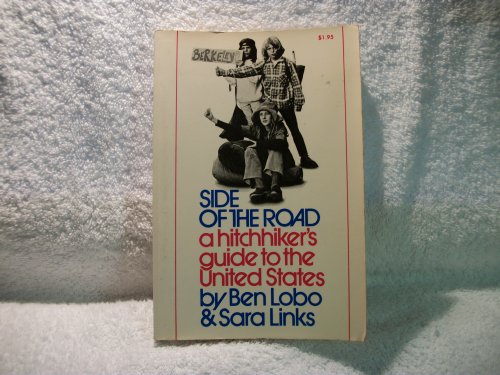 $1.95
BERKELEY
SIDE
OF THE ROAD
a hitchhiker's
guide to the
United States
by Ben Lobo
& Sara Links